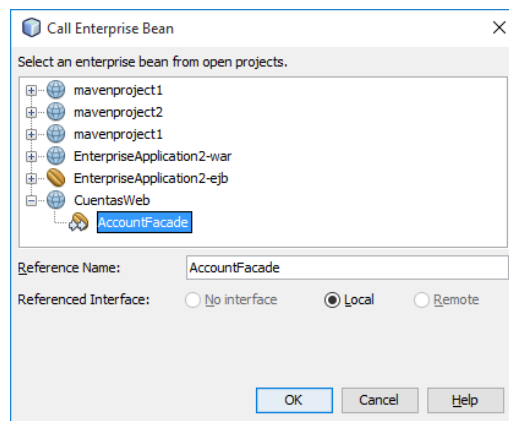 Call Enterprise Bean
Select an enterprise bean from open projects.
mavenproject1
mavenproject2
mavenproject1
EnterpriseApplication2-war
EnterpriseApplication2-ejb
CuentasWeb
AccountFacade
Reference Name: AccountFacade
Referenced Interface: No interface Local Remote
OK Cancel Help